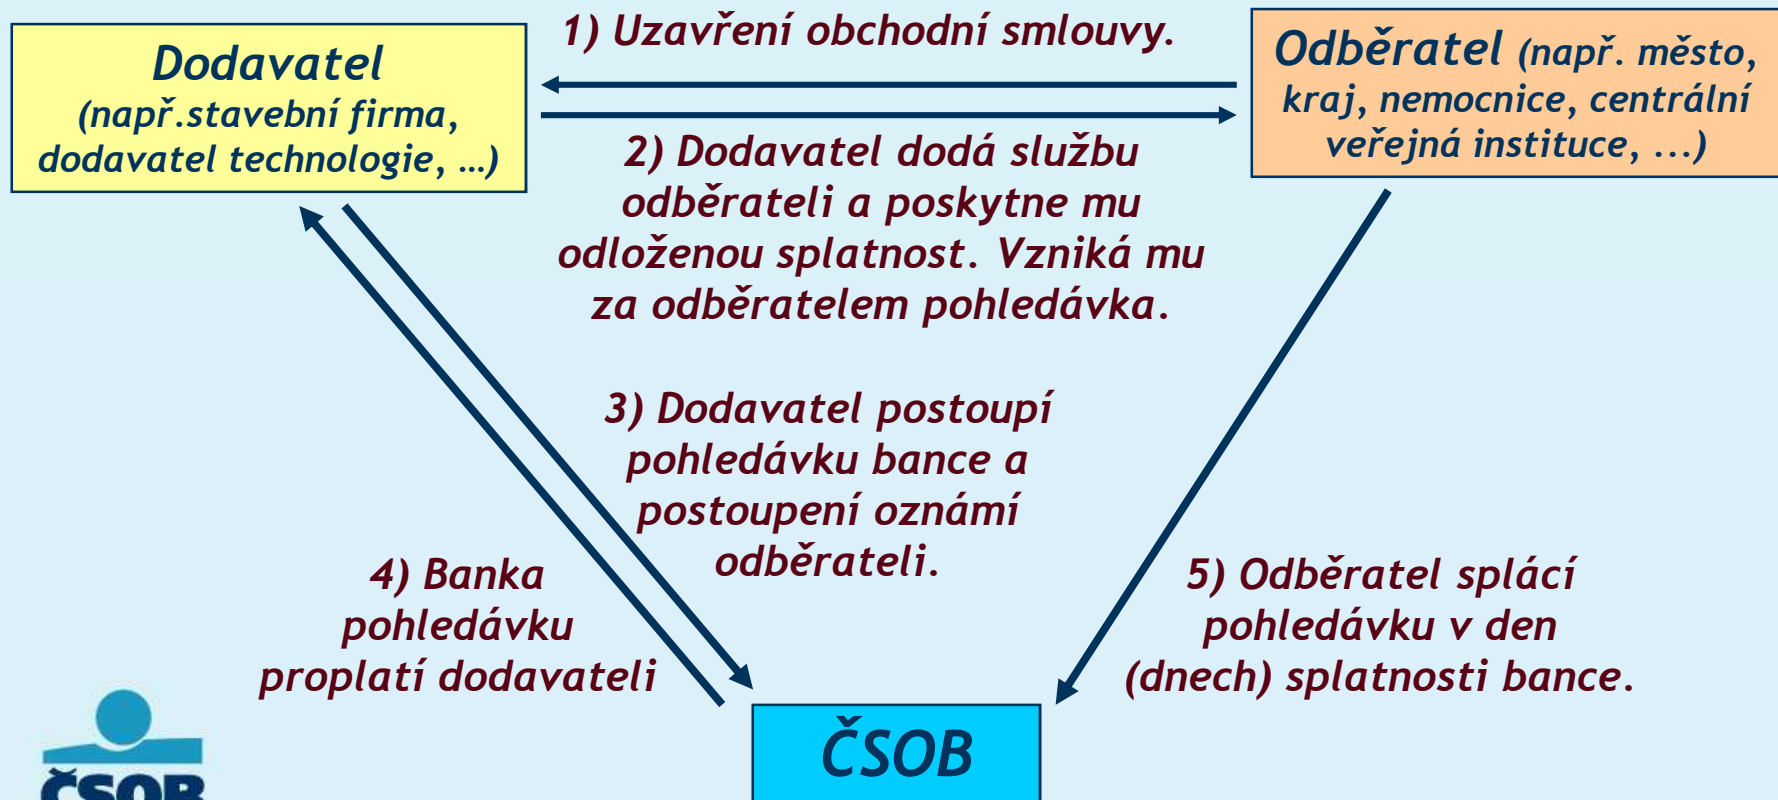 1) Uzavření obchodní smlouvy.
Dodavatel
(např.stavební firma,
dodavatel technologie, …)
Odběratel (např. město,
kraj, nemocnice, centrální
veřejná instituce, ...)
2) Dodavatel dodá službu
odběrateli a poskytne mu
odloženou splatnost. Vzniká mu
za odběratelem pohledávka.
3) Dodavatel postoupí
pohledávku bance a
postoupení oznámí
odběrateli.
4) Banka
pohledávku
proplatí dodavateli
5) Odběratel splácí
pohledávku v den
(dnech) splatnosti bance.
ČSOB
ČSOB